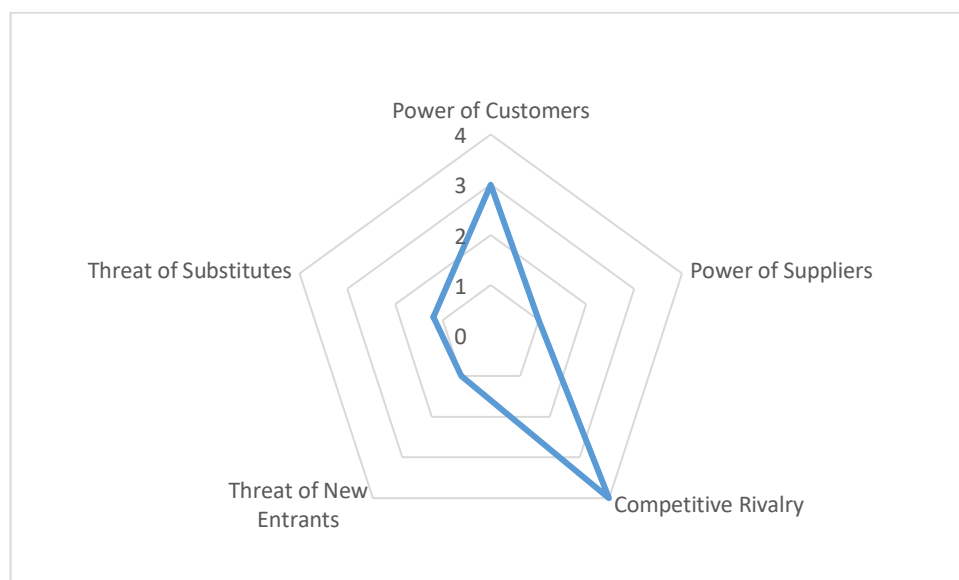 Power of Customers
4
3
2
1
0
Threat of Substitutes
Power of Suppliers
Threat of New
Entrants
Competitive Rivalry